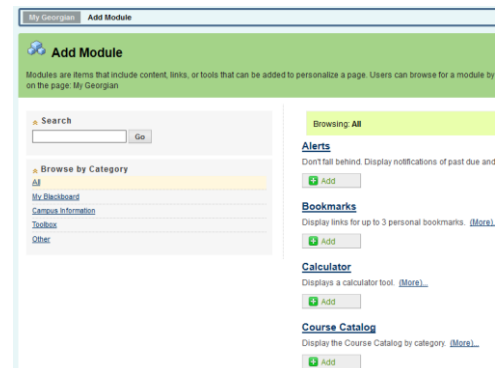 My Georgian Add Module
Add Module
Modules are items that include content, links, or tools that can be added to personalize a page. Users can browse for a module by
on the page: My Georgian
Search
Go
Browse by Category
All
My Blackboard
Campus Information
Toolbox
Other
Browsing: All
Alerts
Don't fall behind. Display notifications of past due and
Add
Bookmarks
Display links for up to 3 personal bookmarks. (More)..
Add
Calculator
Displays a calculator tool. (More)...
Add
Course Catalog
Display the Course Catalog by category. (More)...
Add